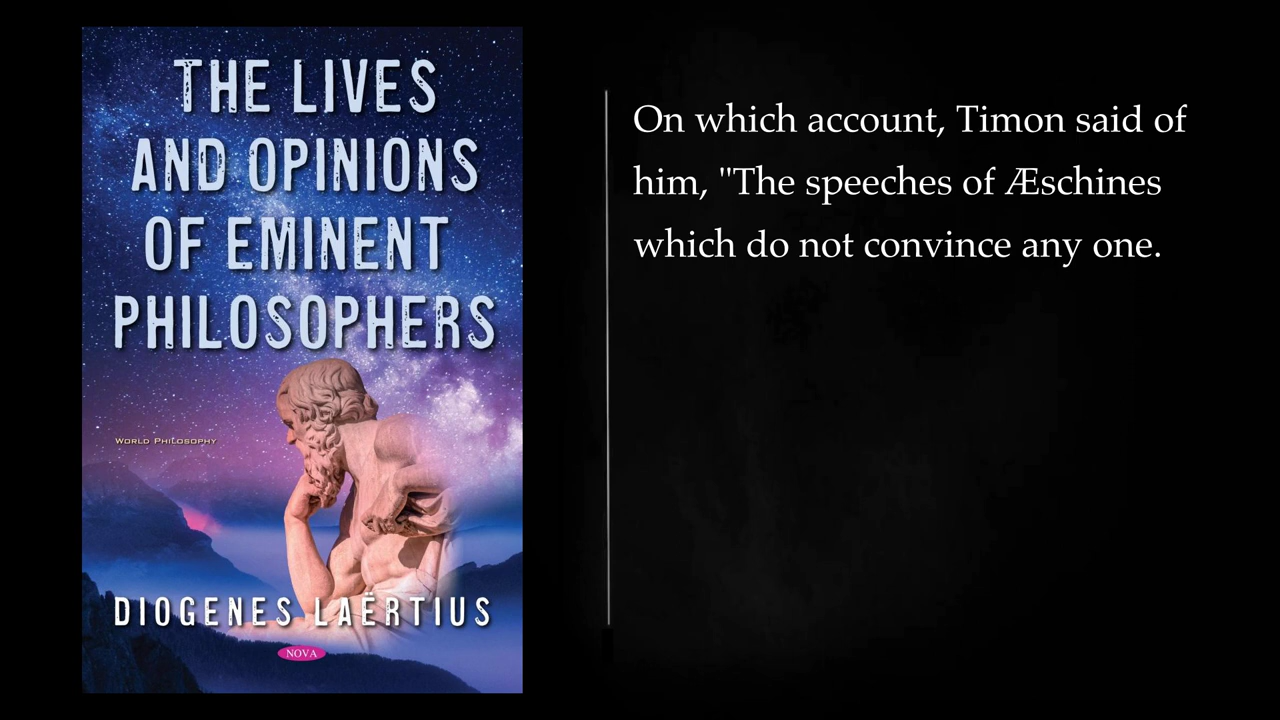 THE LIVES
AND OPINIONS
OF EMINENT
PHILOSOPHERS
WORLD PHILOSOPHY
DIOGENES LAËRTIUS
NOVA
On which account, Timon said of
him, "The speeches of Æschines
which do not convince any one.